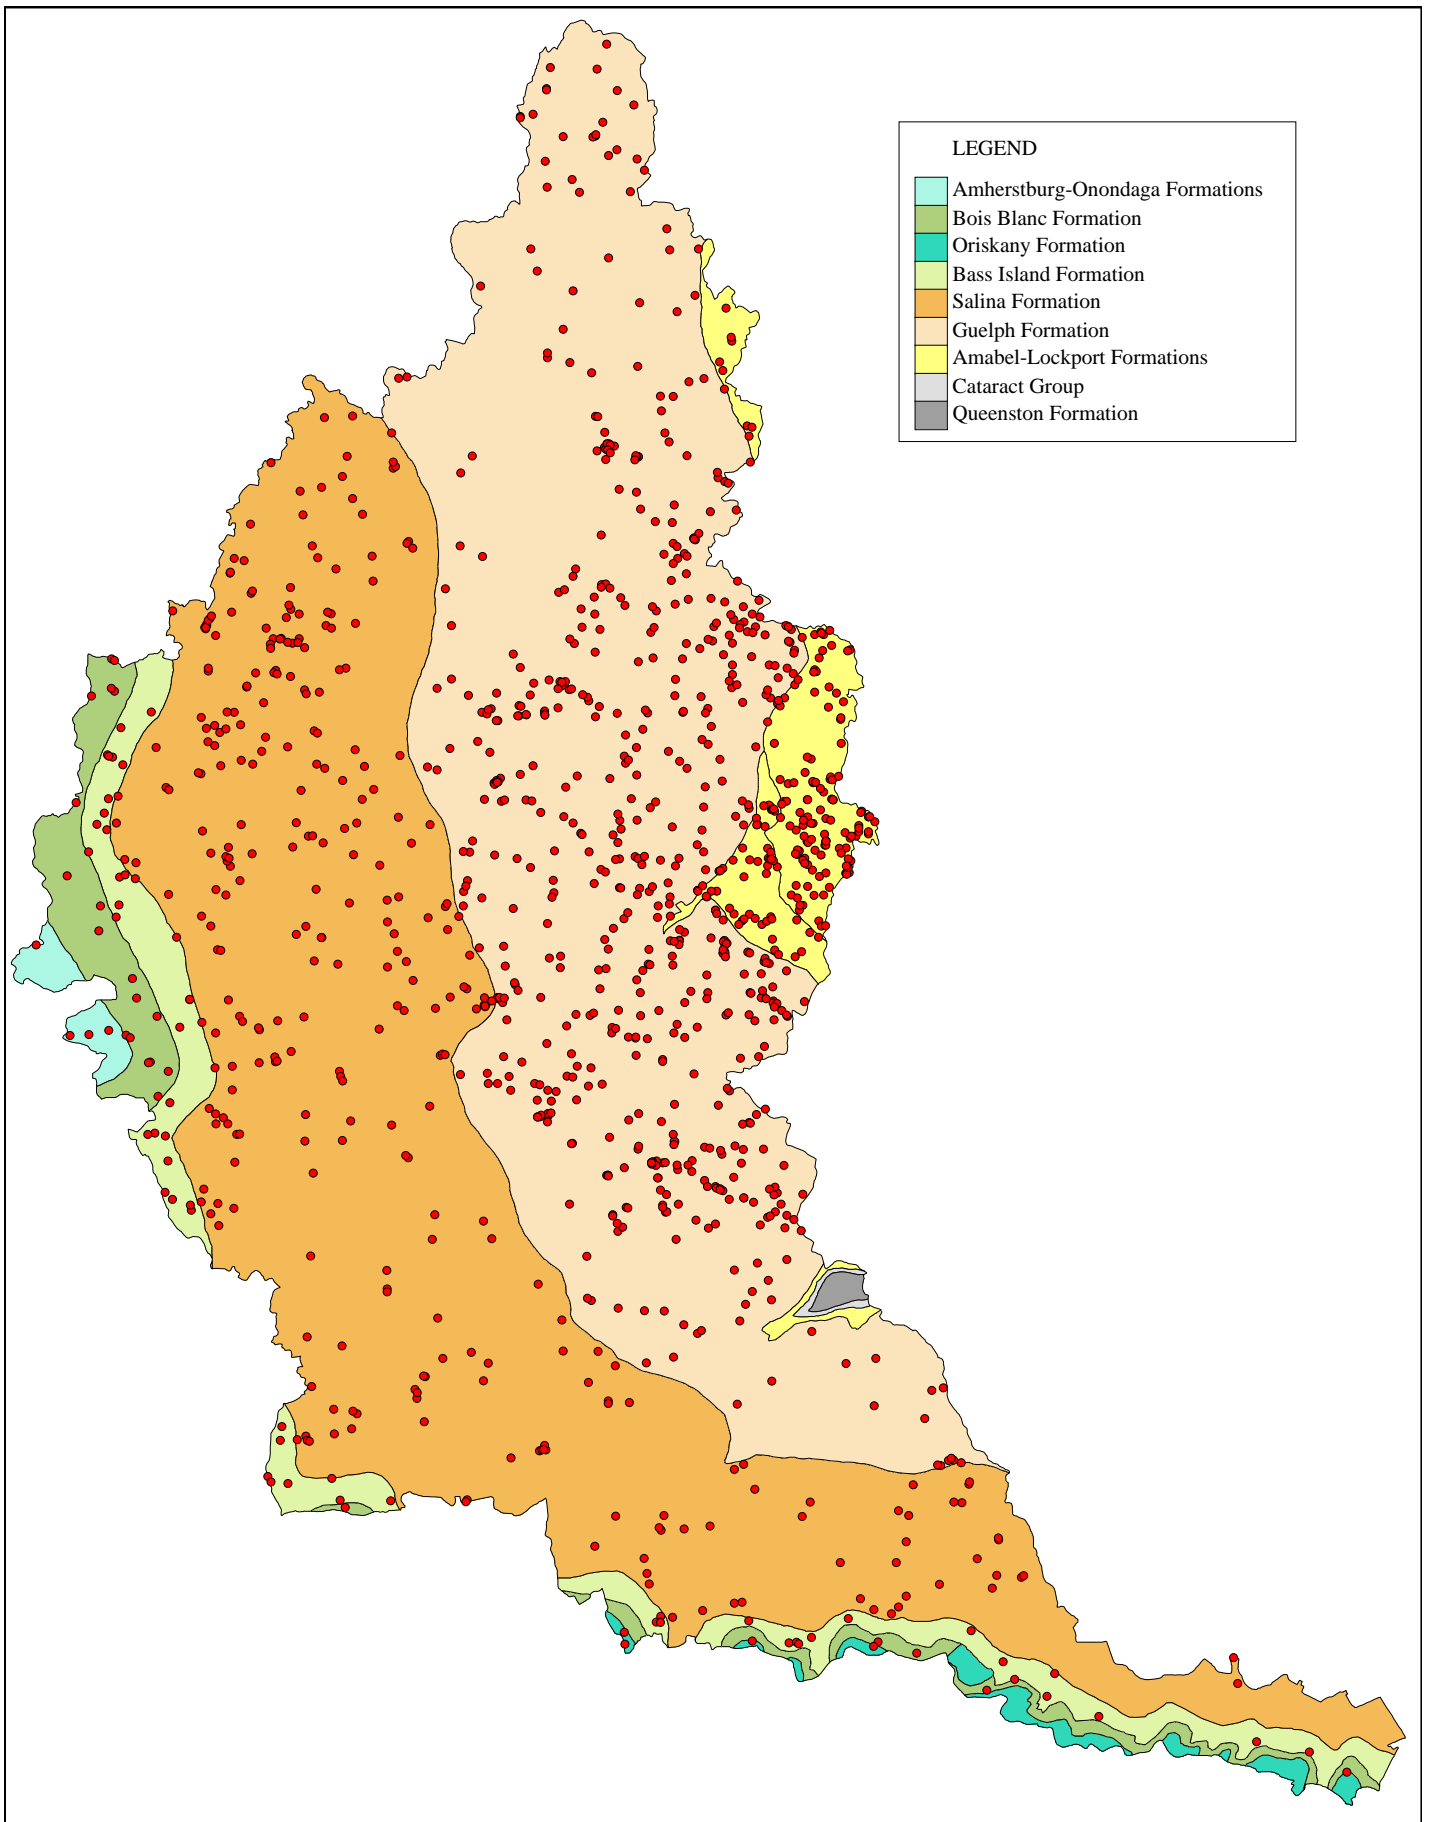 LEGEND
Amherstburg-Onondaga Formations
Bois Blanc Formation
Oriskany Formation
Bass Island Formation
Salina Formation
Guelph Formation
Amabel-Lockport Formations
Cataract Group
Queenston Formation